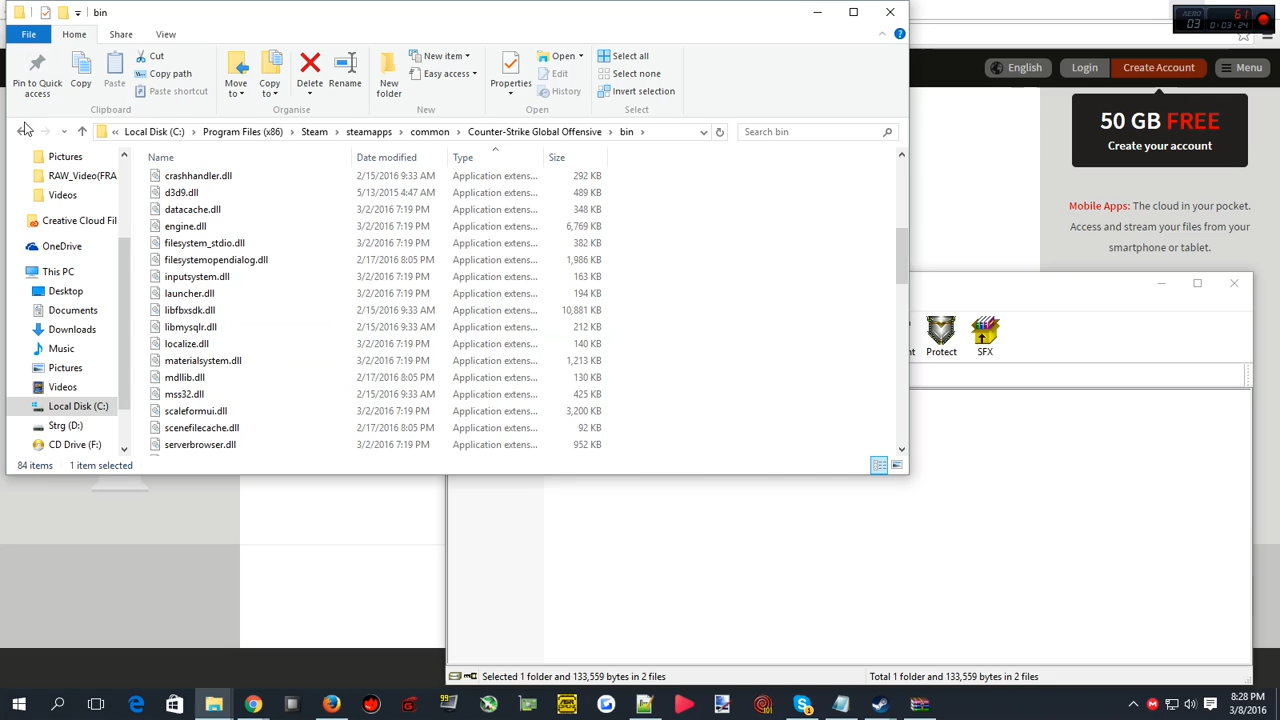 bin
AERO 61
03 0:03:24
File Home Share View
Pin to Quick access
Copy
Paste
Cut
Copy path
Paste shortcut
Move to
Copy to
Delete
Rename
New folder
New item
Easy access
Properties
Open
Edit
History
Select all
Select none
Invert selection
Clipboard Organise New Open Select
English Login Create Account Menu
50 GB FREE
Create your account
« Local Disk (C:) Program Files (x86) Steam steamapps common Counter-Strike Global Offensive bin
Search bin
Name Date modified Type Size
Pictures
RAW_Video(FRA
Videos
Creative Cloud Fil
OneDrive
This PC
Desktop
Documents
Downloads
Music
Pictures
Videos
Local Disk (C:)
Strg (D:)
CD Drive (F:)
crashhandler.dll 2/15/2016 9:33 AM Application extens... 292 KB
d3d9.dll 5/13/2015 4:47 AM Application extens... 489 KB
datacache.dll 3/2/2016 7:19 PM Application extens... 348 KB
engine.dll 3/2/2016 7:19 PM Application extens... 6,769 KB
filesystem_stdio.dll 3/2/2016 7:19 PM Application extens... 382 KB
filesystemopendialog.dll 2/17/2016 8:05 PM Application extens... 1,986 KB
inputsystem.dll 3/2/2016 7:19 PM Application extens... 163 KB
launcher.dll 3/2/2016 7:19 PM Application extens... 194 KB
libfbxsdk.dll 2/15/2016 9:33 AM Application extens... 10,881 KB
libmysqlr.dll 2/15/2016 9:33 AM Application extens... 212 KB
localize.dll 3/2/2016 7:19 PM Application extens... 140 KB
materialsystem.dll 3/2/2016 7:19 PM Application extens... 1,213 KB
mdllib.dll 2/17/2016 8:05 PM Application extens... 130 KB
mss32.dll 2/15/2016 9:33 AM Application extens... 425 KB
scaleformui.dll 3/2/2016 7:19 PM Application extens... 3,200 KB
scenefilecache.dll 2/17/2016 8:05 PM Application extens... 92 KB
serverbrowser.dll 3/2/2016 7:19 PM Application extens... 952 KB
84 items 1 item selected
Mobile Apps: The cloud in your pocket.
Access and stream your files from your
smartphone or tablet.
Protect SFX
Selected 1 folder and 133,559 bytes in 2 files Total 1 folder and 133,559 bytes in 2 files
8:28 PM
3/8/2016